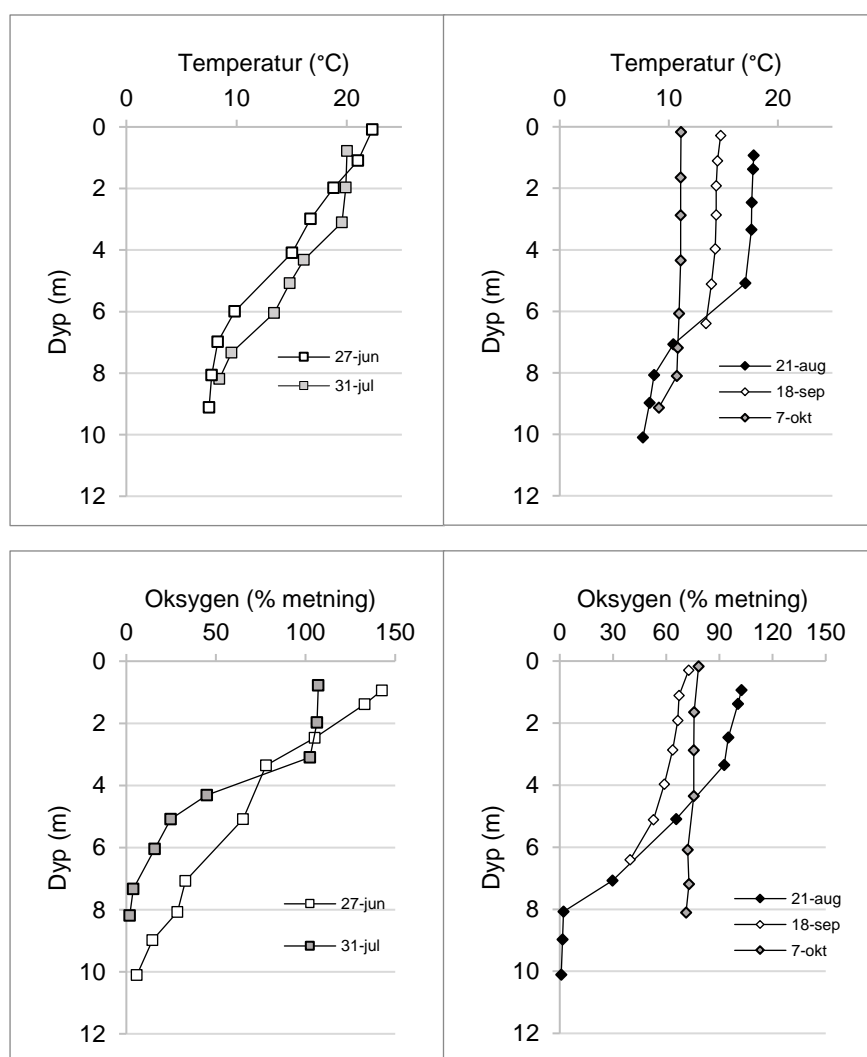 Temperatur (°C)
0 10 20
0
2
4
6
8
10
12
Dyp (m)
27-jun
31-jul
Temperatur (°C)
0 10 20
0
2
4
6
8
10
12
Dyp (m)
21-aug
18-sep
7-okt
Oksygen (% metning)
0 50 100 150
0
2
4
6
8
10
12
Dyp (m)
27-jun
31-jul
Oksygen (% metning)
0 30 60 90 120 150
0
2
4
6
8
10
12
Dyp (m)
21-aug
18-sep
7-okt